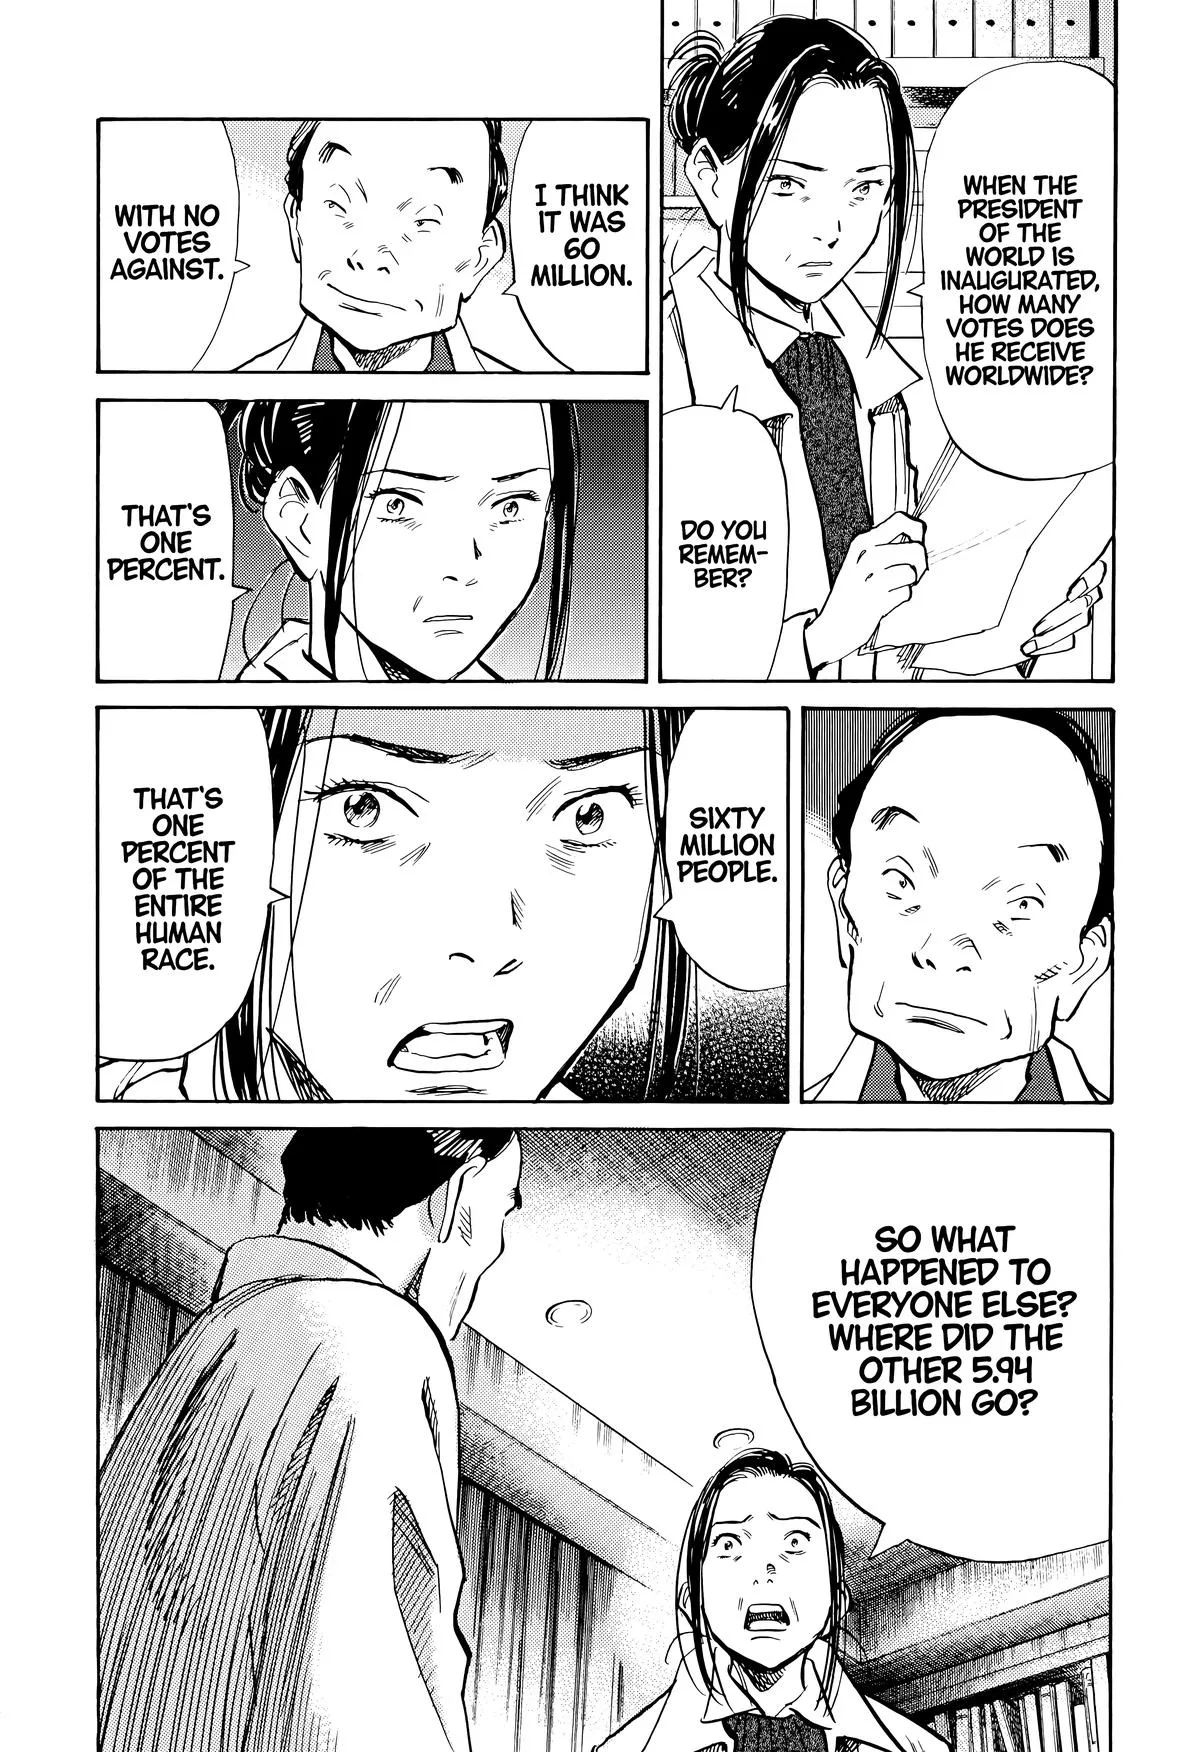 WHEN THE
PRESIDENT
OF THE
WORLD IS
INAUGURATED,
HOW MANY
VOTES DOES
HE RECEIVE
WORLDWIDE?
DO YOU
REMEM-
BER?
I THINK
IT WAS
60
MILLION.
WITH NO
VOTES
AGAINST.
THAT'S
ONE
PERCENT.
SIXTY
MILLION
PEOPLE.
THAT'S
ONE
PERCENT
OF THE
ENTIRE
HUMAN
RACE.
SO WHAT
HAPPENED TO
EVERYONE ELSE?
WHERE DID THE
OTHER 5.94
BILLION GO?